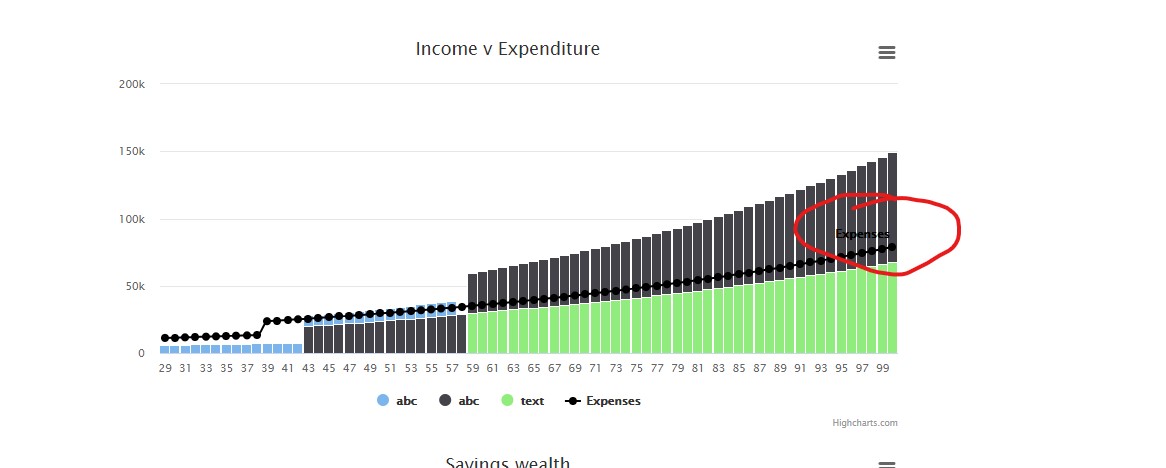 Income v Expenditure
200k
150k
100k
Expenses
50k
0
29 31 33 35 37 39 41 43 45 47 49 51 53 55 57 59 61 63 65 67 69 71 73 75 77 79 81 83 85 87 89 91 93 95 97 99
abc abc text Expenses
Highcharts.com
Savings wealth